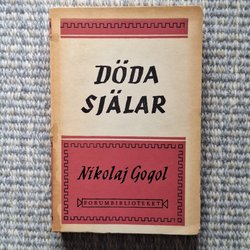 DÖDA
SJÄLAR
Nikolaj Gogol
FORUMBIBLIOTEKET